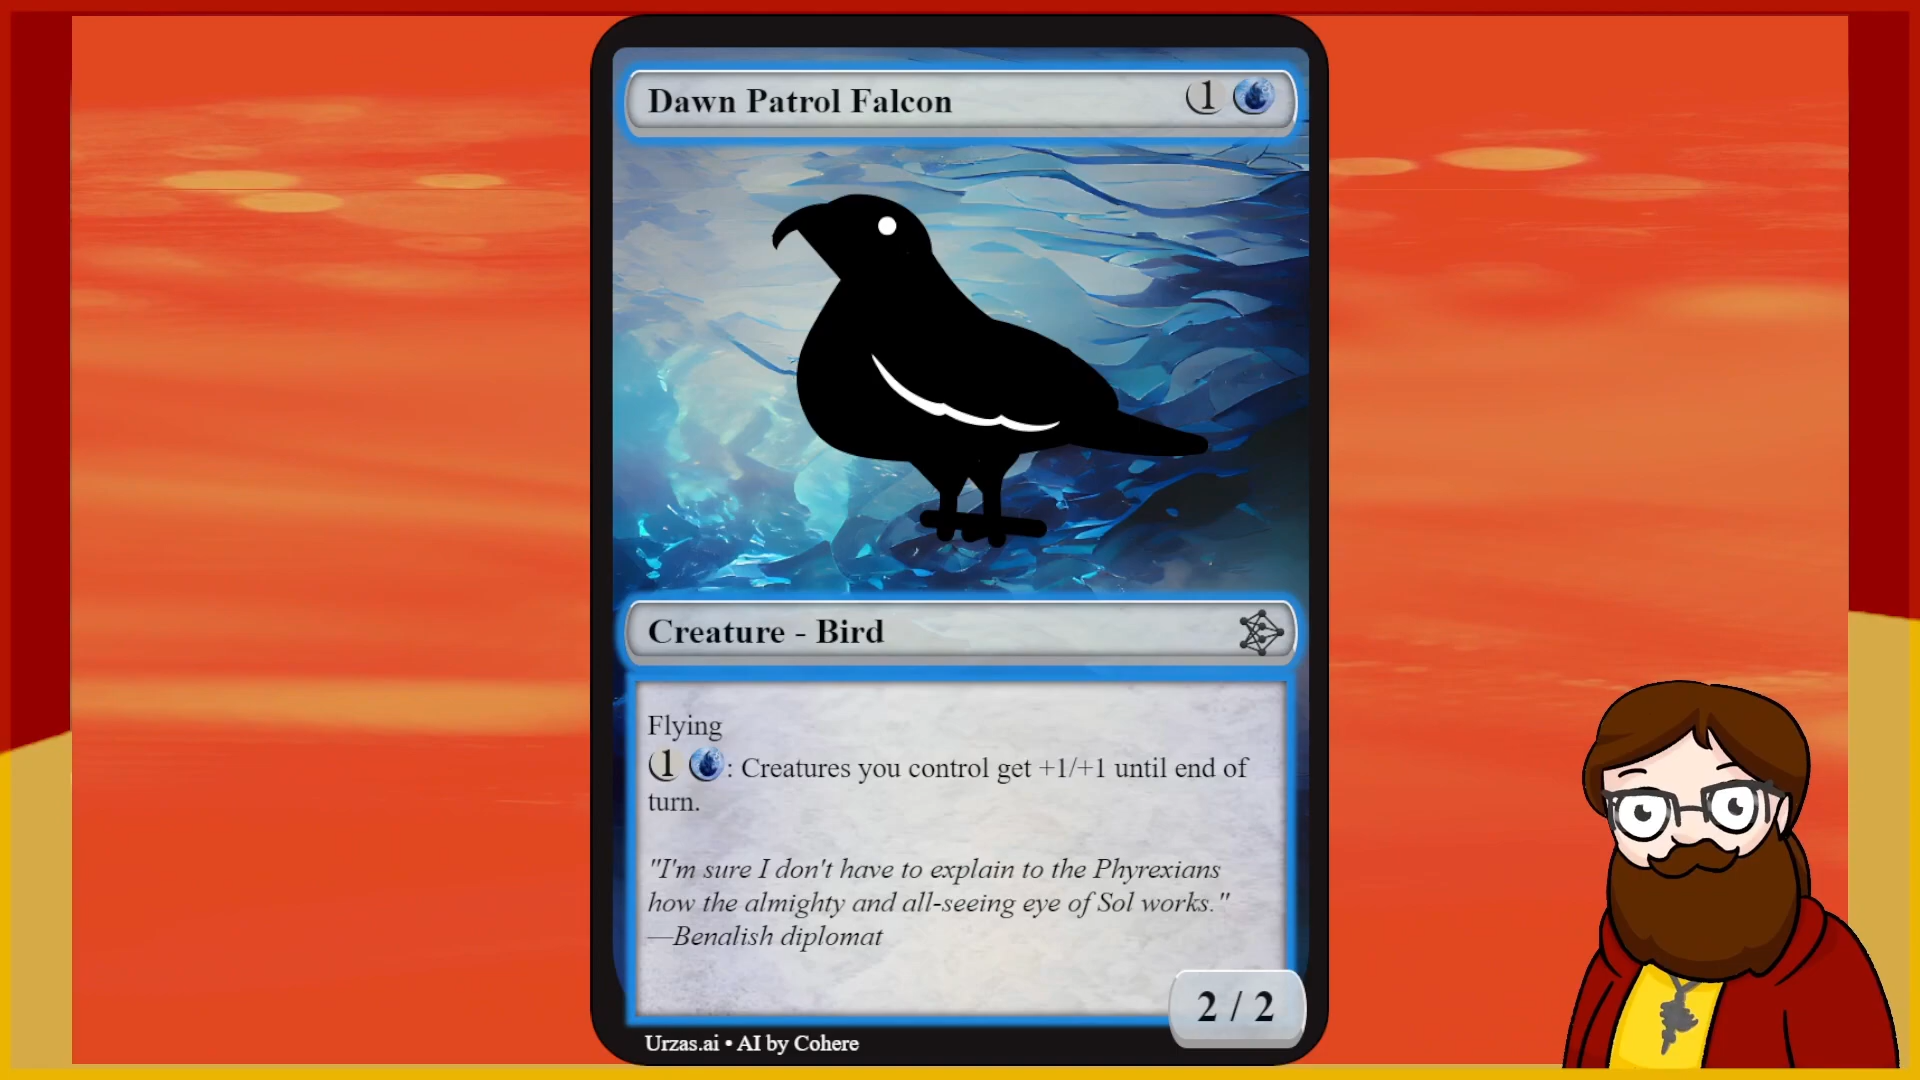 Dawn Patrol Falcon 1
Creature - Bird
Flying
1 : Creatures you control get +1/+1 until end of
turn.
"I'm sure I don't have to explain to the Phyrexians
how the almighty and all-seeing eye of Sol works."
—Benalish diplomat
2 / 2
Urzas.ai • AI by Cohere